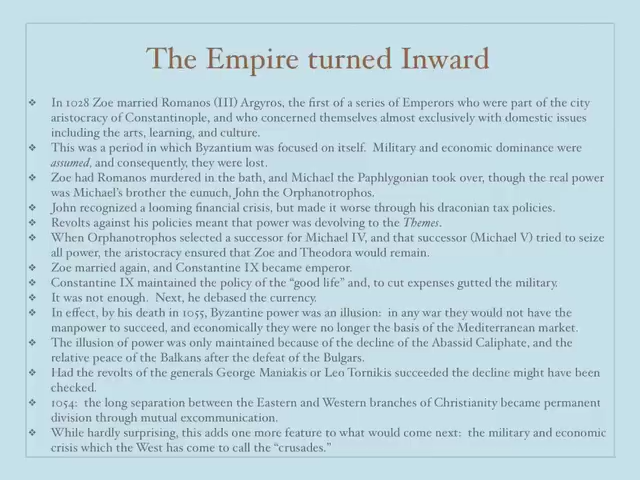 The Empire turned Inward
❖ In 1028 Zoe married Romanos (III) Argyros, the first of a series of Emperors who were part of the city
aristocracy of Constantinople, and who concerned themselves almost exclusively with domestic issues
including the arts, learning, and culture.
❖ This was a period in which Byzantium was focused on itself. Military and economic dominance were
assumed, and consequently, they were lost.
❖ Zoe had Romanos murdered in the bath, and Michael the Paphlygonian took over, though the real power
was Michael's brother the eunuch, John the Orphanotrophos.
❖ John recognized a looming financial crisis, but made it worse through his draconian tax policies.
❖ Revolts against his policies meant that power was devolving to the Themes.
❖ When Orphanotrophos selected a successor for Michael IV, and that successor (Michael V) tried to seize
all power, the aristocracy ensured that Zoe and Theodora would remain.
❖ Zoe married again, and Constantine IX became emperor.
❖ Constantine IX maintained the policy of the “good life” and, to cut expenses gutted the military.
❖ It was not enough. Next, he debased the currency.
❖ In effect, by his death in 1055, Byzantine power was an illusion: in any war they would not have the
manpower to succeed, and economically they were no longer the basis of the Mediterranean market.
❖ The illusion of power was only maintained because of the decline of the Abassid Caliphate, and the
relative peace of the Balkans after the defeat of the Bulgars.
❖ Had the revolts of the generals George Maniakis or Leo Tornikis succeeded the decline might have been
checked.
❖ 1054: the long separation between the Eastern and Western branches of Christianity became permanent
division through mutual excommunication.
❖ While hardly surprising, this adds one more feature to what would come next: the military and economic
crisis which the West has come to call the “crusades.”